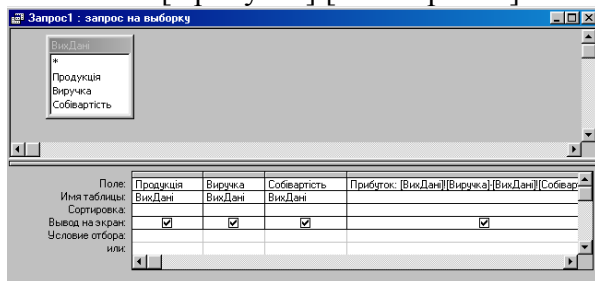 Запрос1 : запрос на выборку
ВихДані
*
Продукція
Виручка
Собівартість
Поле: Продукція Виручка Собівартість Прибуток: [ВихДані]![Виручка]-[ВихДані]![Собівар
Имя таблицы: ВихДані ВихДані ВихДані
Сортировка:
Вывод на экран:
Условие отбора:
или: